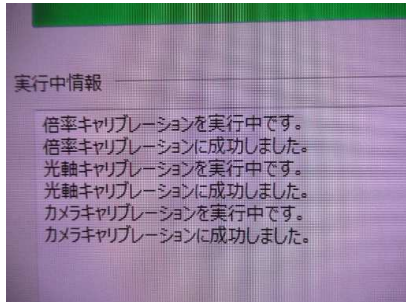 実行中情報
倍率キャリブレーションを実行中です。
倍率キャリブレーションに成功しました。
光軸キャリブレーションを実行中です。
光軸キャリブレーションに成功しました。
カメラキャリブレーションを実行中です。
カメラキャリブレーションに成功しました。